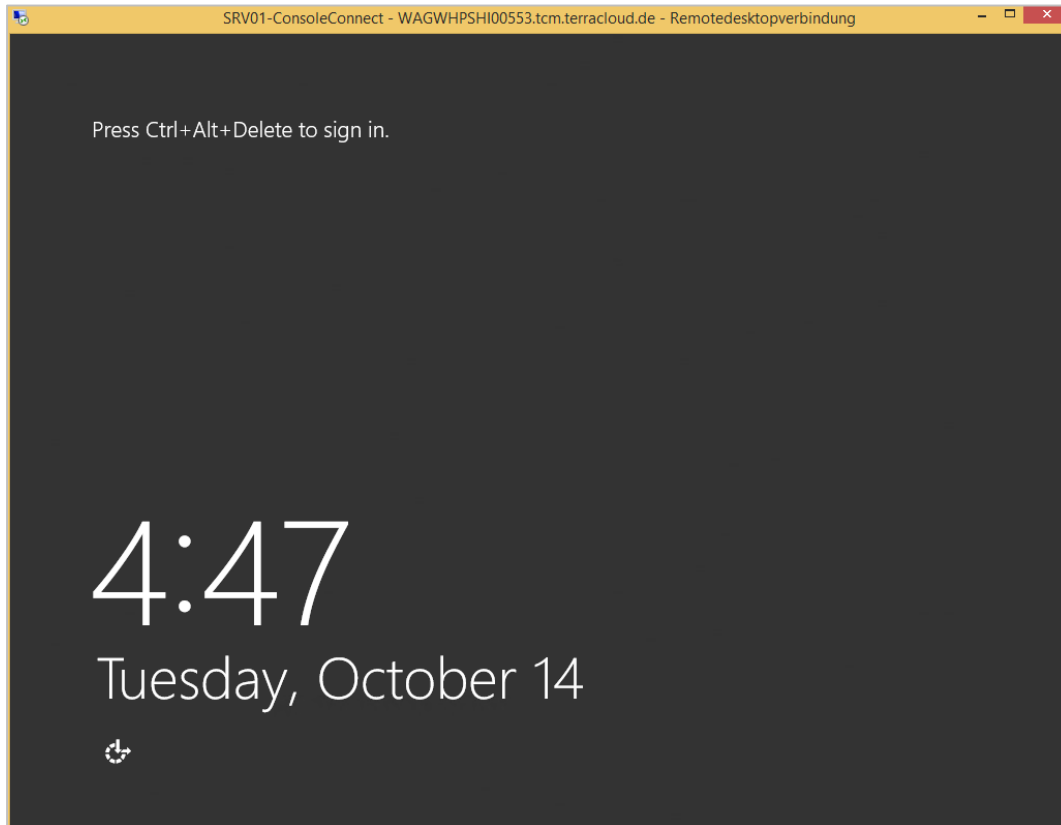 SRV01-ConsoleConnect - WAGWHPSHI00553.tcm.terracloud.de - Remotedesktopverbindung
Press Ctrl+Alt+Delete to sign in.
4:47
Tuesday, October 14